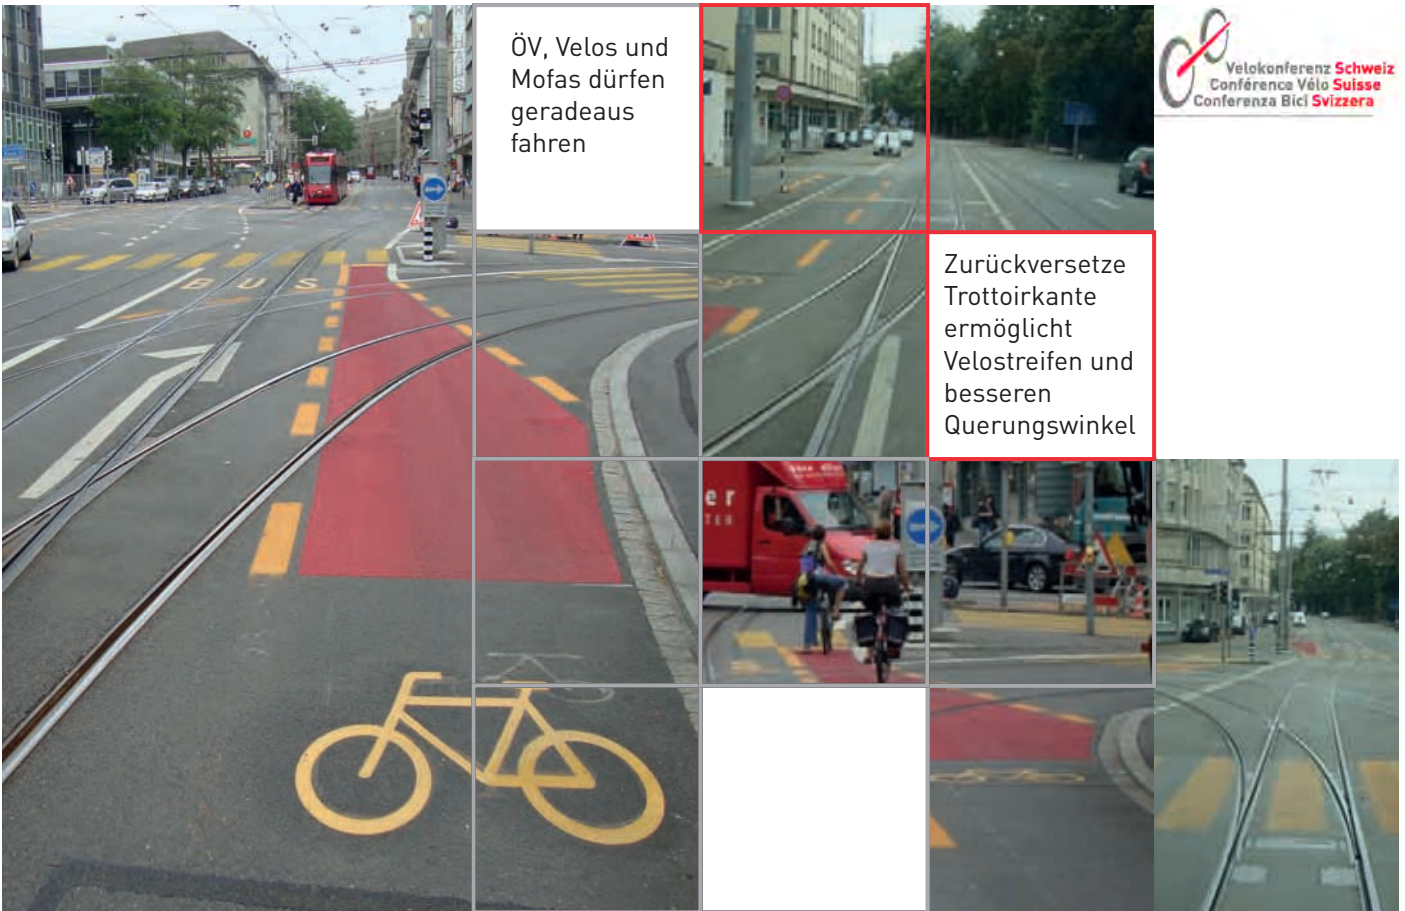 ÖV, Velos und
Mofas dürfen
geradeaus
fahren
Velokonferenz Schweiz
Conférence Vélo Suisse
Conferenza Bici Svizzera
BUS
Zurückversetze
Trottoirkante
ermöglicht
Velostreifen und
besseren
Querungswinkel
er